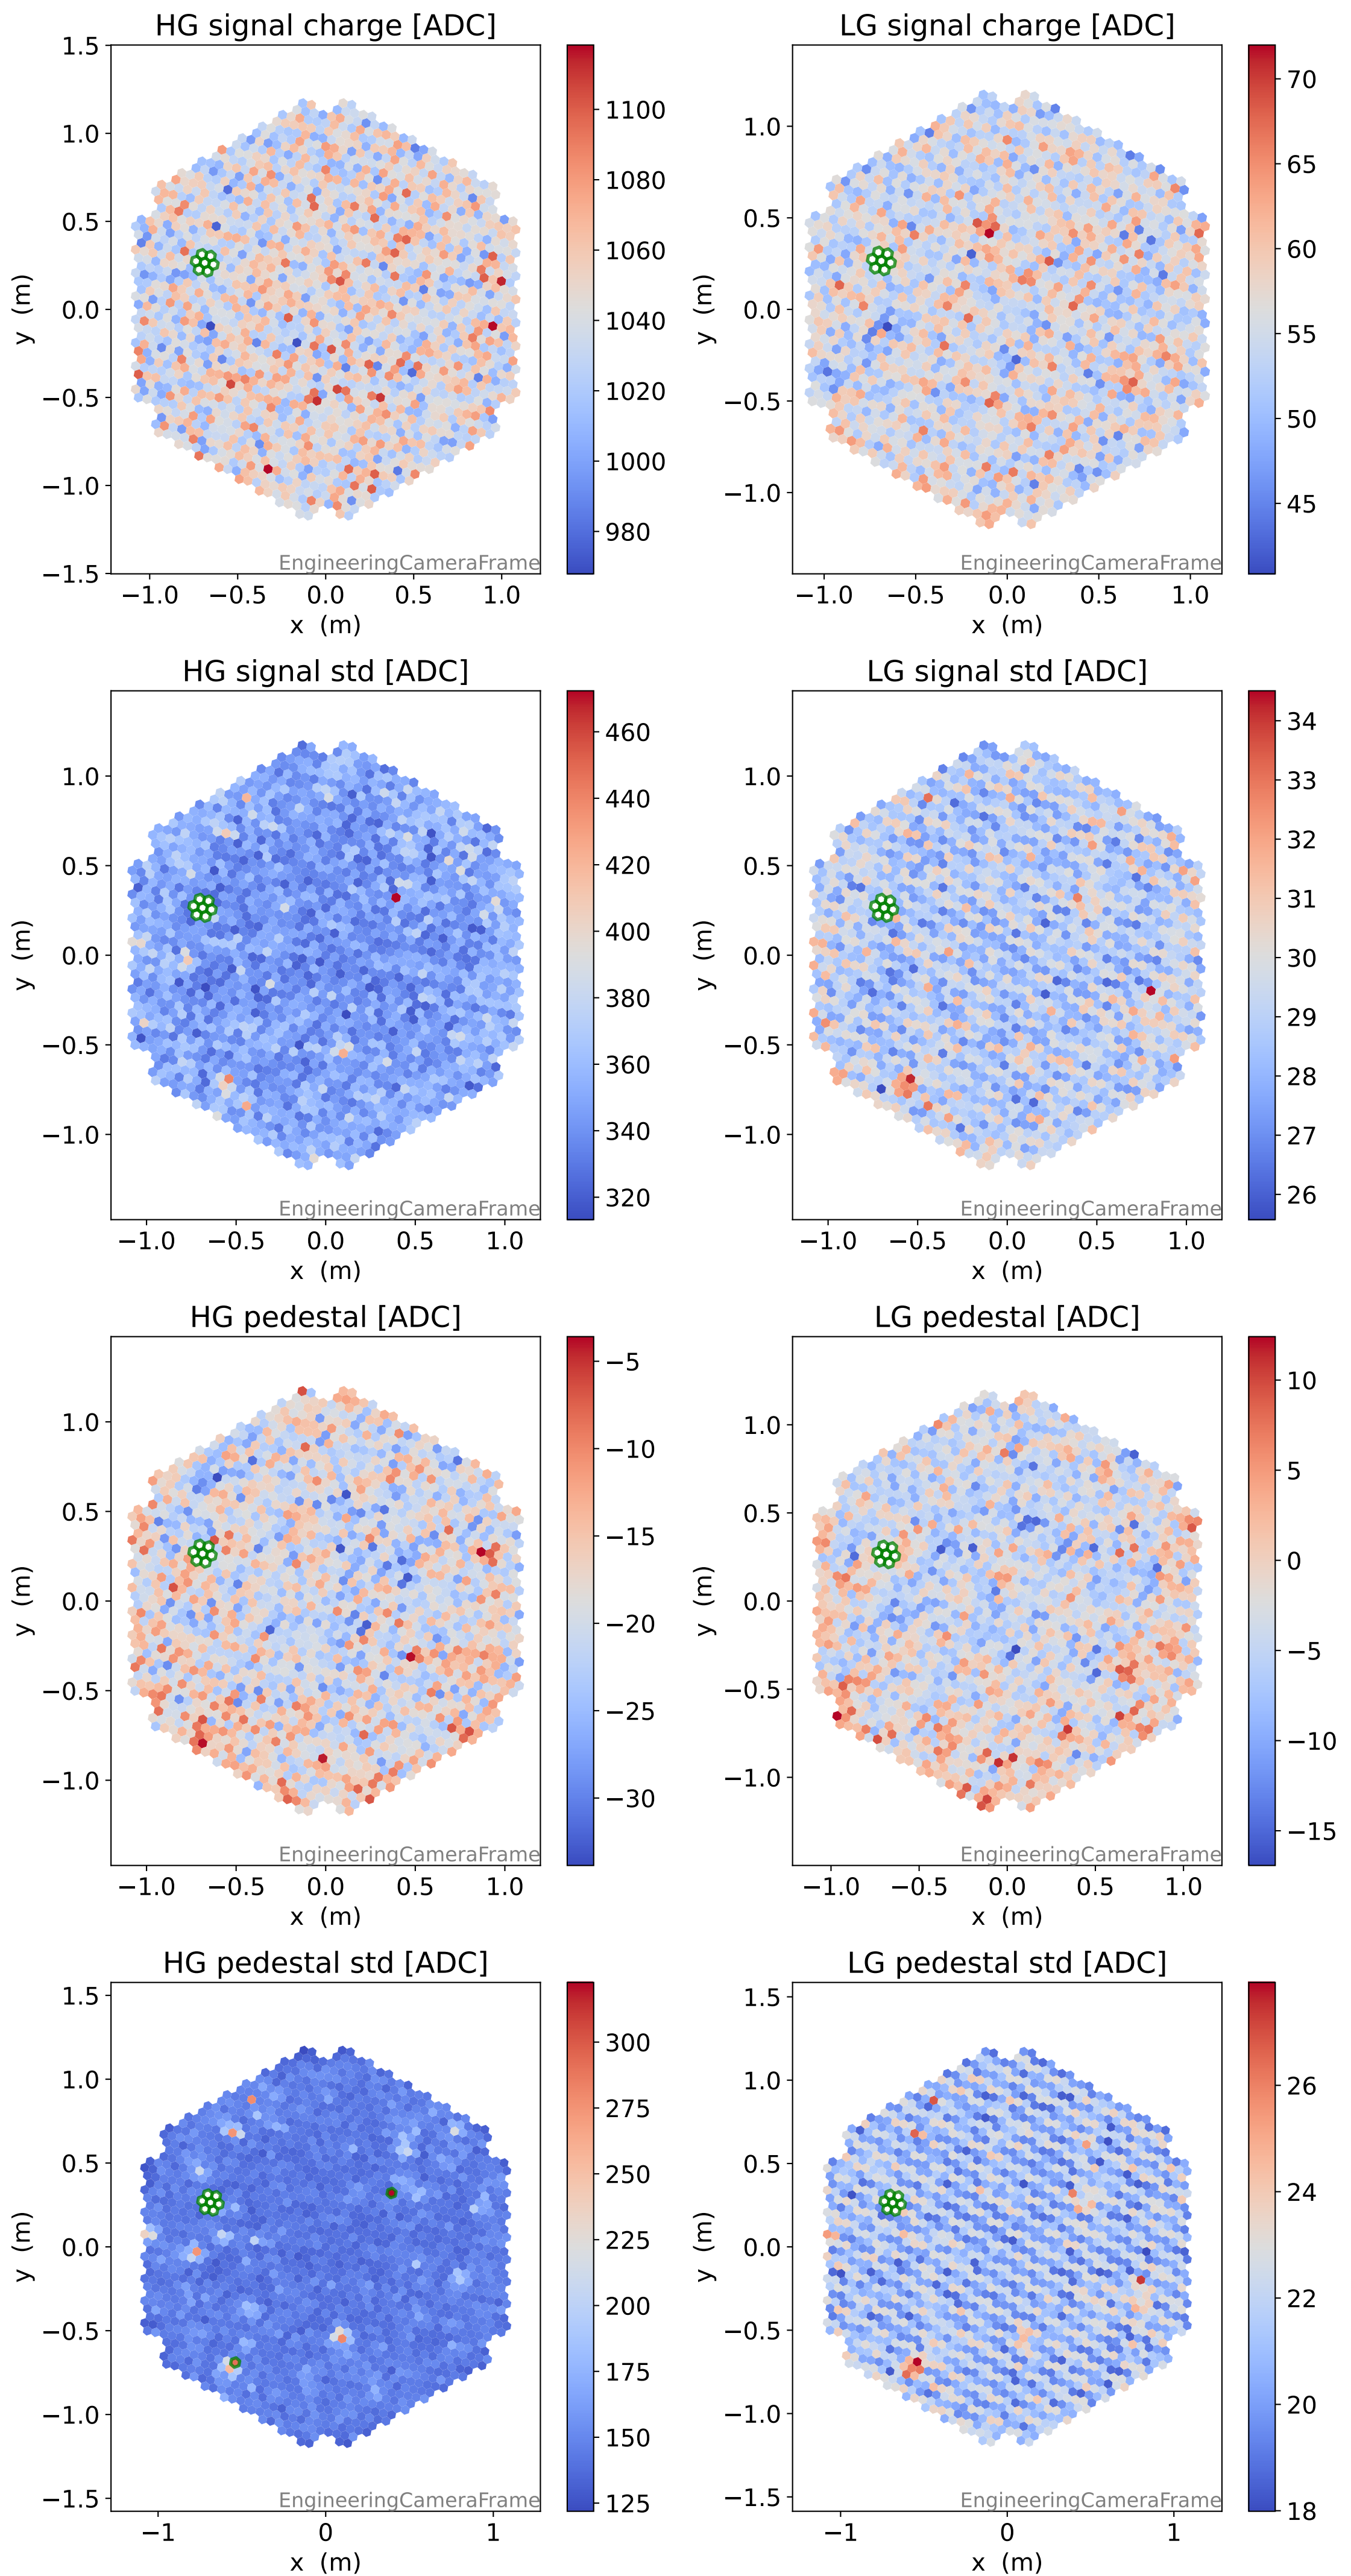 HG signal charge [ADC]
LG signal charge [ADC]
1.5
1.0
0.5
0.0
−0.5
−1.0
−1.5
y (m)
−1.0 −0.5 0.0 0.5 1.0
x (m)
EngineeringCameraFrame
1100
1080
1060
1040
1020
1000
980
1.0
0.5
0.0
−0.5
−1.0
y (m)
−1.0 −0.5 0.0 0.5 1.0
x (m)
EngineeringCameraFrame
70
65
60
55
50
45
HG signal std [ADC]
LG signal std [ADC]
1.0
0.5
0.0
−0.5
−1.0
y (m)
−1.0 −0.5 0.0 0.5 1.0
x (m)
EngineeringCameraFrame
460
440
420
400
380
360
340
320
1.0
0.5
0.0
−0.5
−1.0
y (m)
−1.0 −0.5 0.0 0.5 1.0
x (m)
EngineeringCameraFrame
34
33
32
31
30
29
28
27
26
HG pedestal [ADC]
LG pedestal [ADC]
1.0
0.5
0.0
−0.5
−1.0
y (m)
−1.0 −0.5 0.0 0.5 1.0
x (m)
EngineeringCameraFrame
−5
−10
−15
−20
−25
−30
1.0
0.5
0.0
−0.5
−1.0
y (m)
−1.0 −0.5 0.0 0.5 1.0
x (m)
EngineeringCameraFrame
10
5
0
−5
−10
−15
HG pedestal std [ADC]
LG pedestal std [ADC]
1.5
1.0
0.5
0.0
−0.5
−1.0
−1.5
y (m)
−1 0 1
x (m)
EngineeringCameraFrame
300
275
250
225
200
175
150
125
1.5
1.0
0.5
0.0
−0.5
−1.0
−1.5
y (m)
−1 0 1
x (m)
EngineeringCameraFrame
26
24
22
20
18